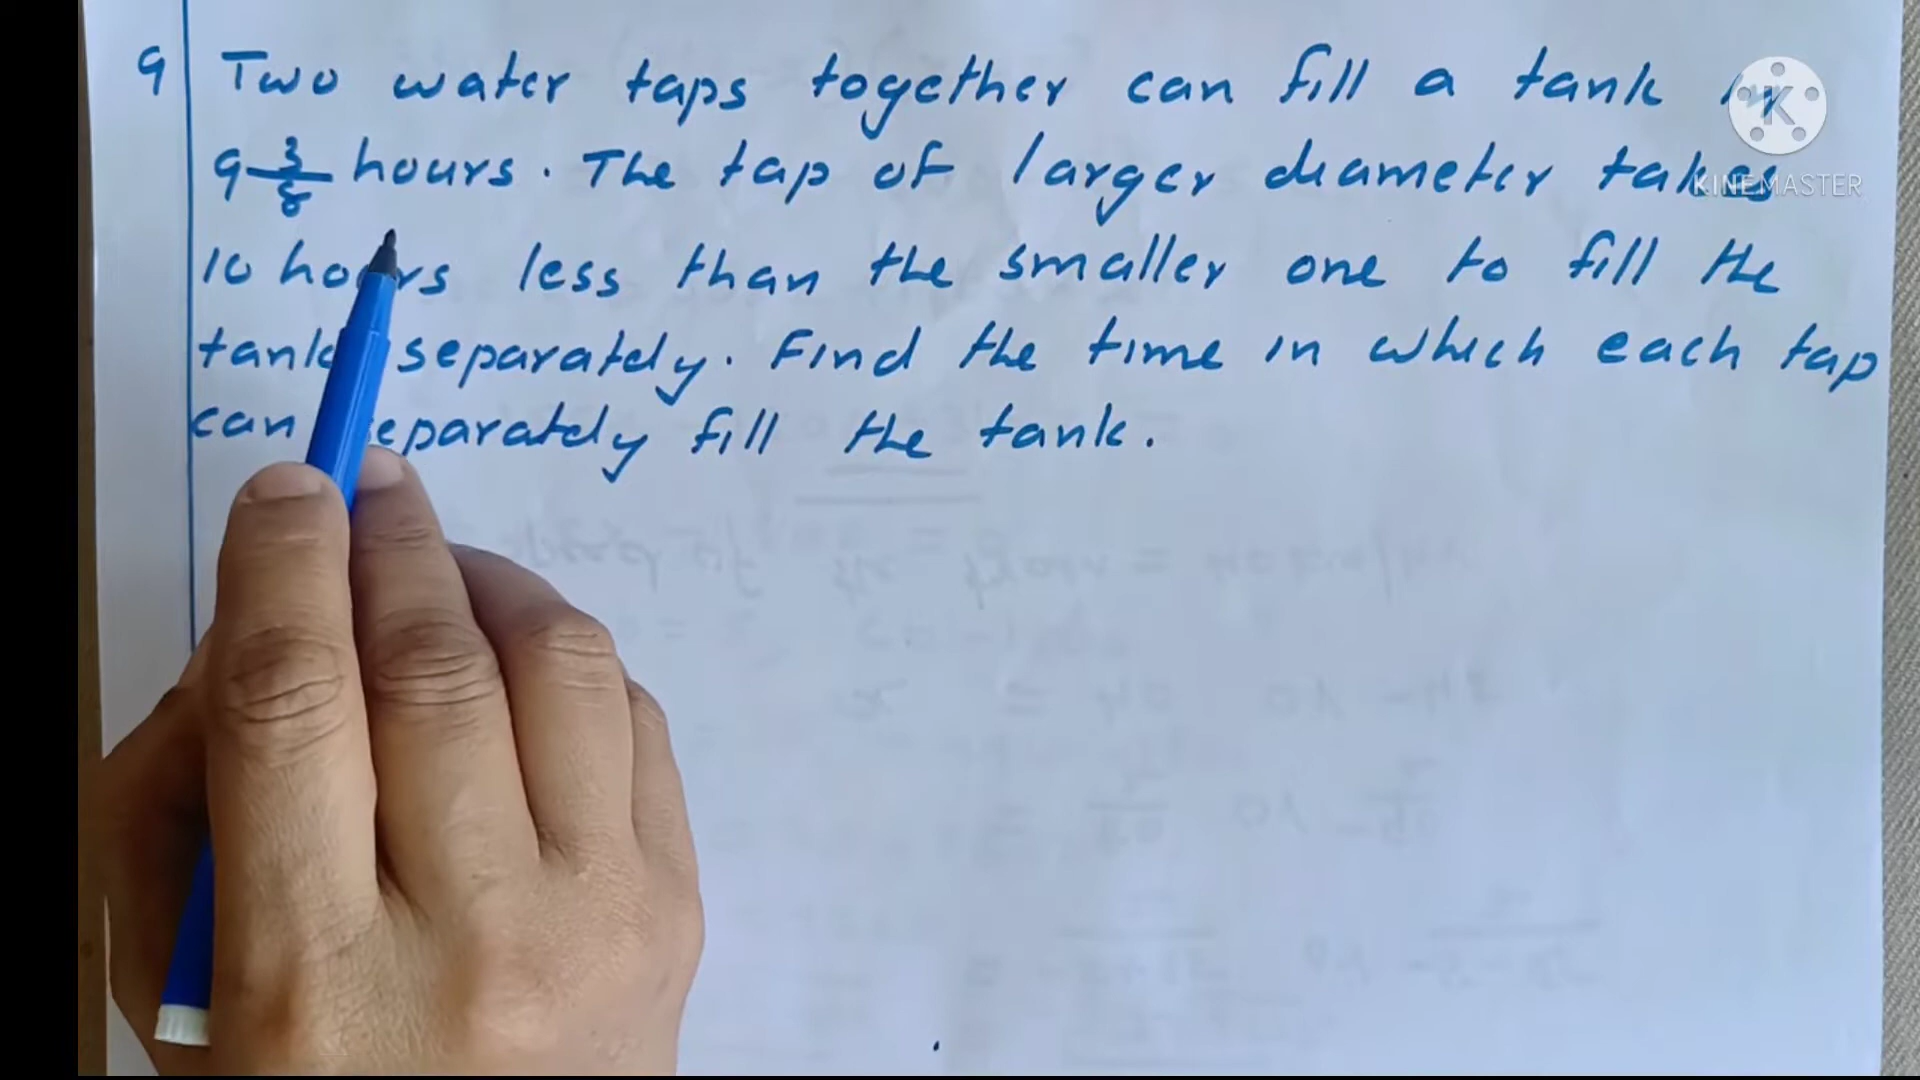 9 Two water taps together can fill a tank
9 3/8 hours. The tap of larger diameter takes
10 hours less than the smaller one to fill the
tank separately. Find the time in which each tap
can separately fill the tank.
K
KINEMASTER